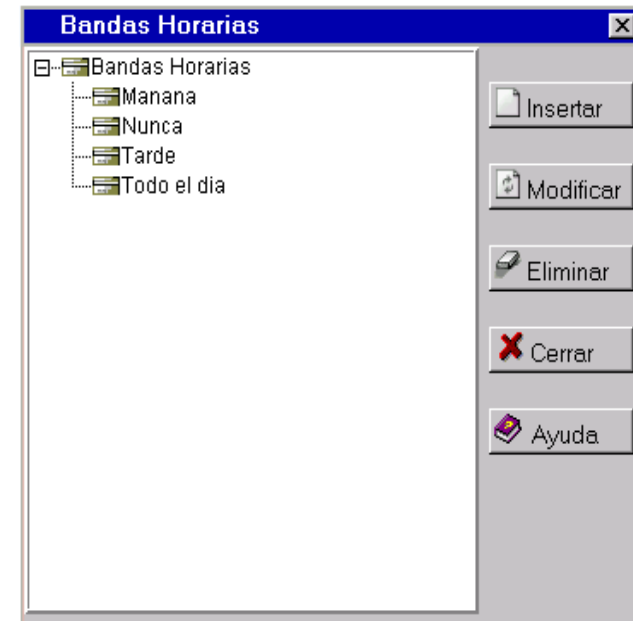 Bandas Horarias
Bandas Horarias
Manana
Nunca
Tarde
Todo el dia
Insertar
Modificar
Eliminar
Cerrar
Ayuda